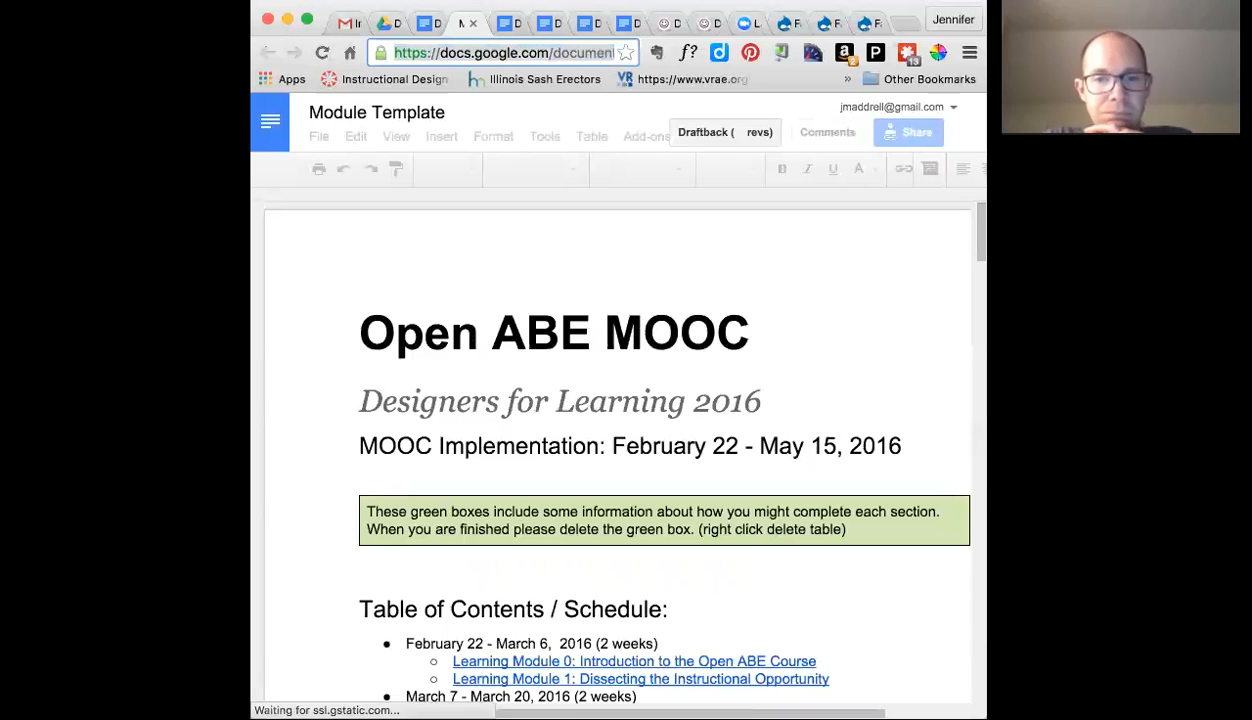 Jennifer
https://docs.google.com/document
Apps
Instructional Design
Illinois Sash Erectors
https://www.vrae.org
»
Other Bookmarks
Module Template
jmaddrell@gmail.com
File Edit View Insert Format Tools Table Add-ons
Draftback ( revs)
Comments
Share
Open ABE MOOC
Designers for Learning 2016
MOOC Implementation: February 22 - May 15, 2016
These green boxes include some information about how you might complete each section.
When you are finished please delete the green box. (right click delete table)
Table of Contents / Schedule:
February 22 - March 6, 2016 (2 weeks)
Learning Module 0: Introduction to the Open ABE Course
Learning Module 1: Dissecting the Instructional Opportunity
March 7 - March 20, 2016 (2 weeks)
Waiting for ssl.gstatic.com...